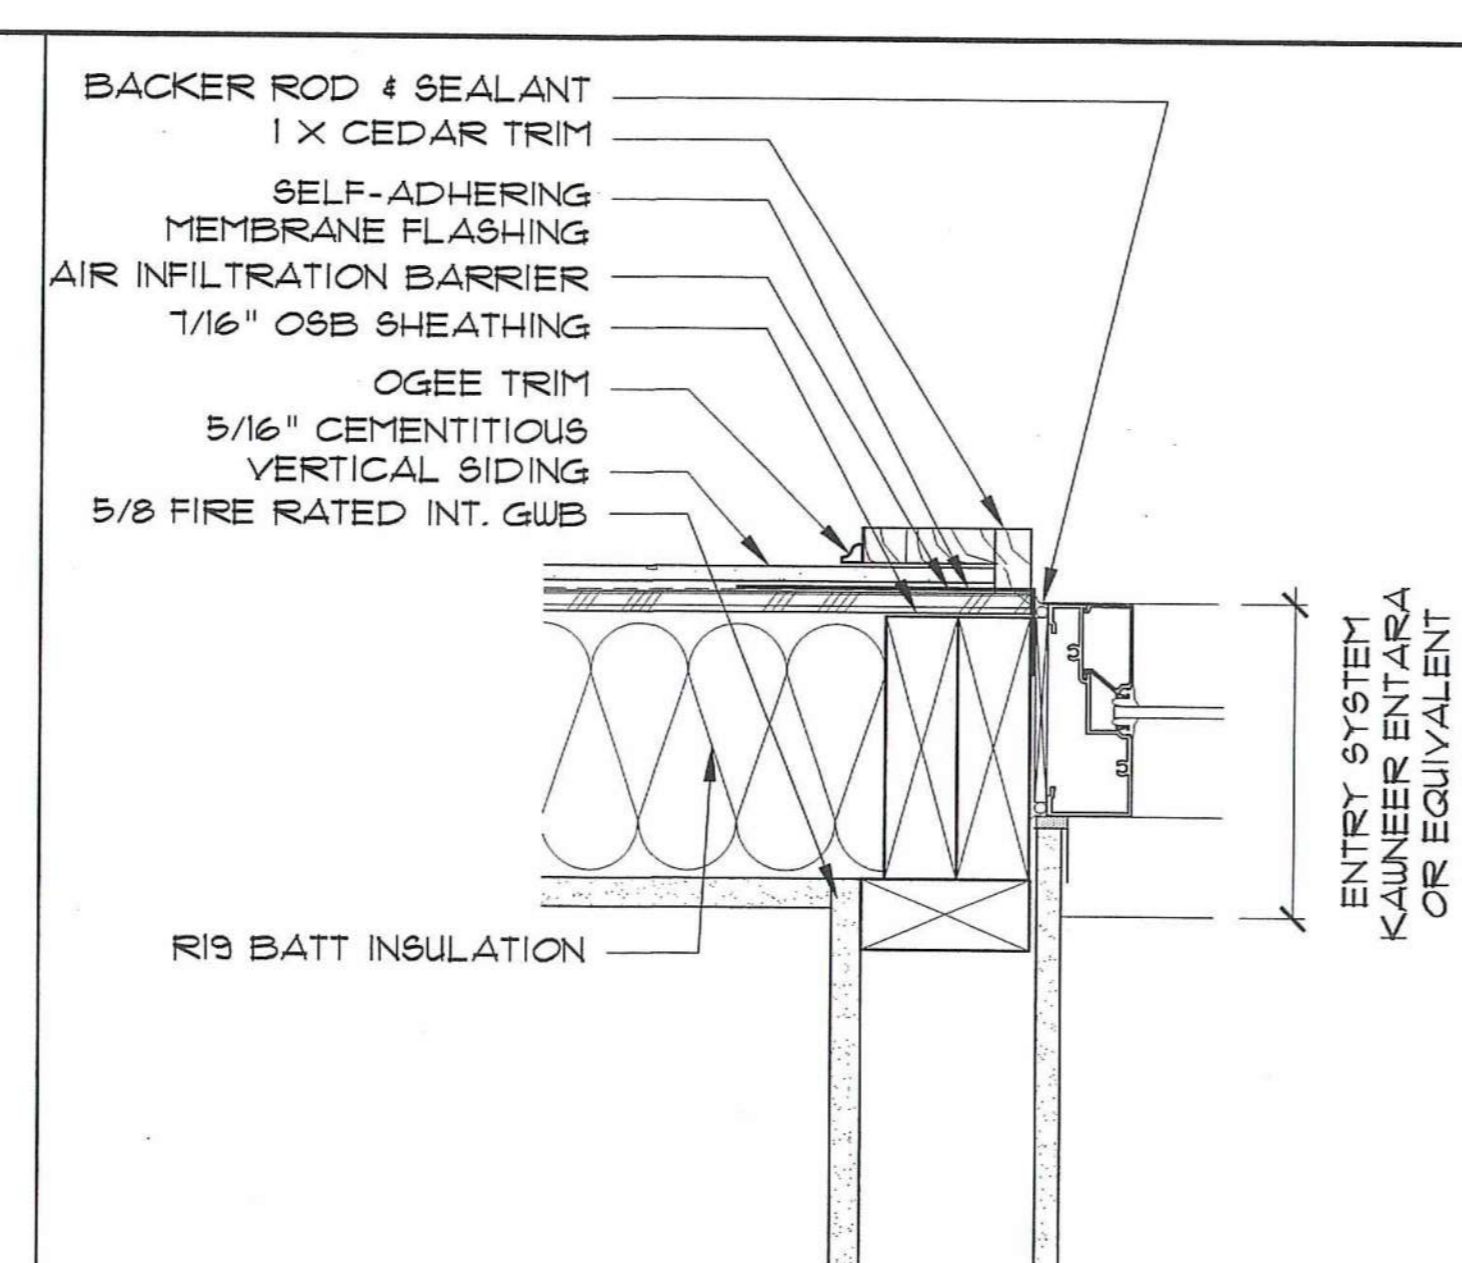 BACKER ROD & SEALANT
1 X CEDAR TRIM
SELF-ADHERING
MEMBRANE FLASHING
AIR INFILTRATION BARRIER
7/16" OSB SHEATHING
OGEE TRIM
5/16" CEMENTITIOUS
VERTICAL SIDING
5/8 FIRE RATED INT. GWB
R19 BATT INSULATION
ENTRY SYSTEM
KAWNEER ENTARA
OR EQUIVALENT